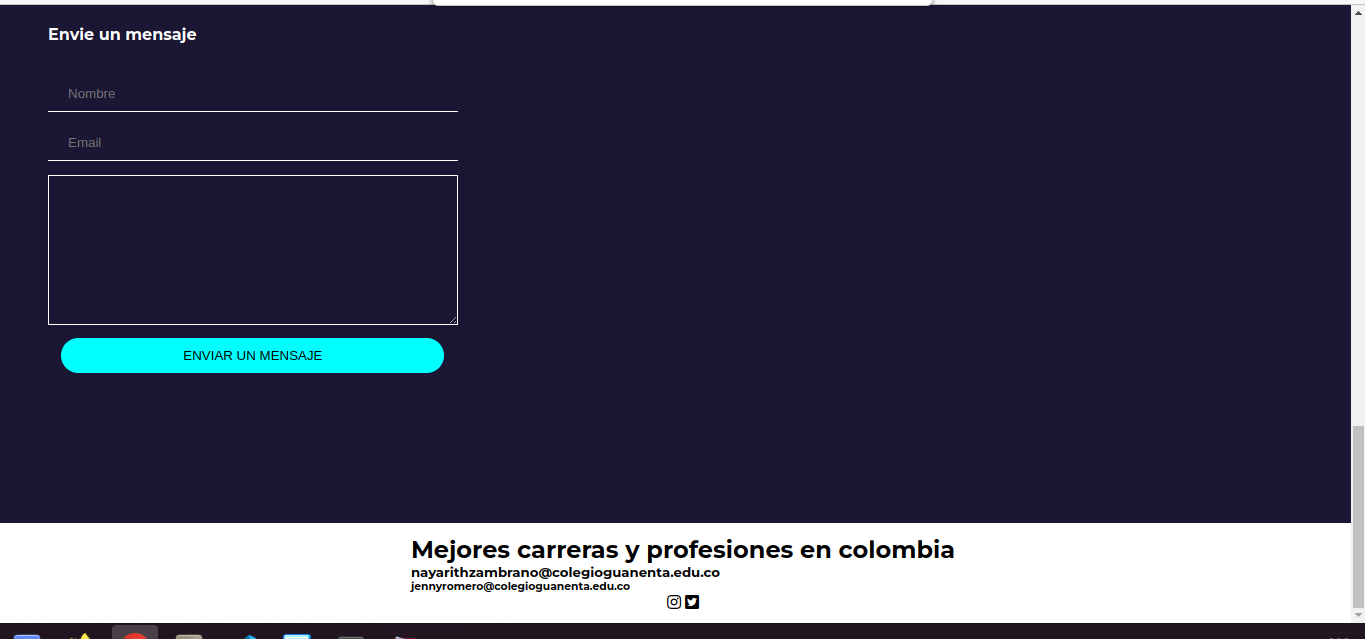 Envie un mensaje
Nombre
Email
ENVIAR UN MENSAJE
Mejores carreras y profesiones en colombia
nayarithzambrano@colegioguanenta.edu.co
jennyromero@colegioguanenta.edu.co